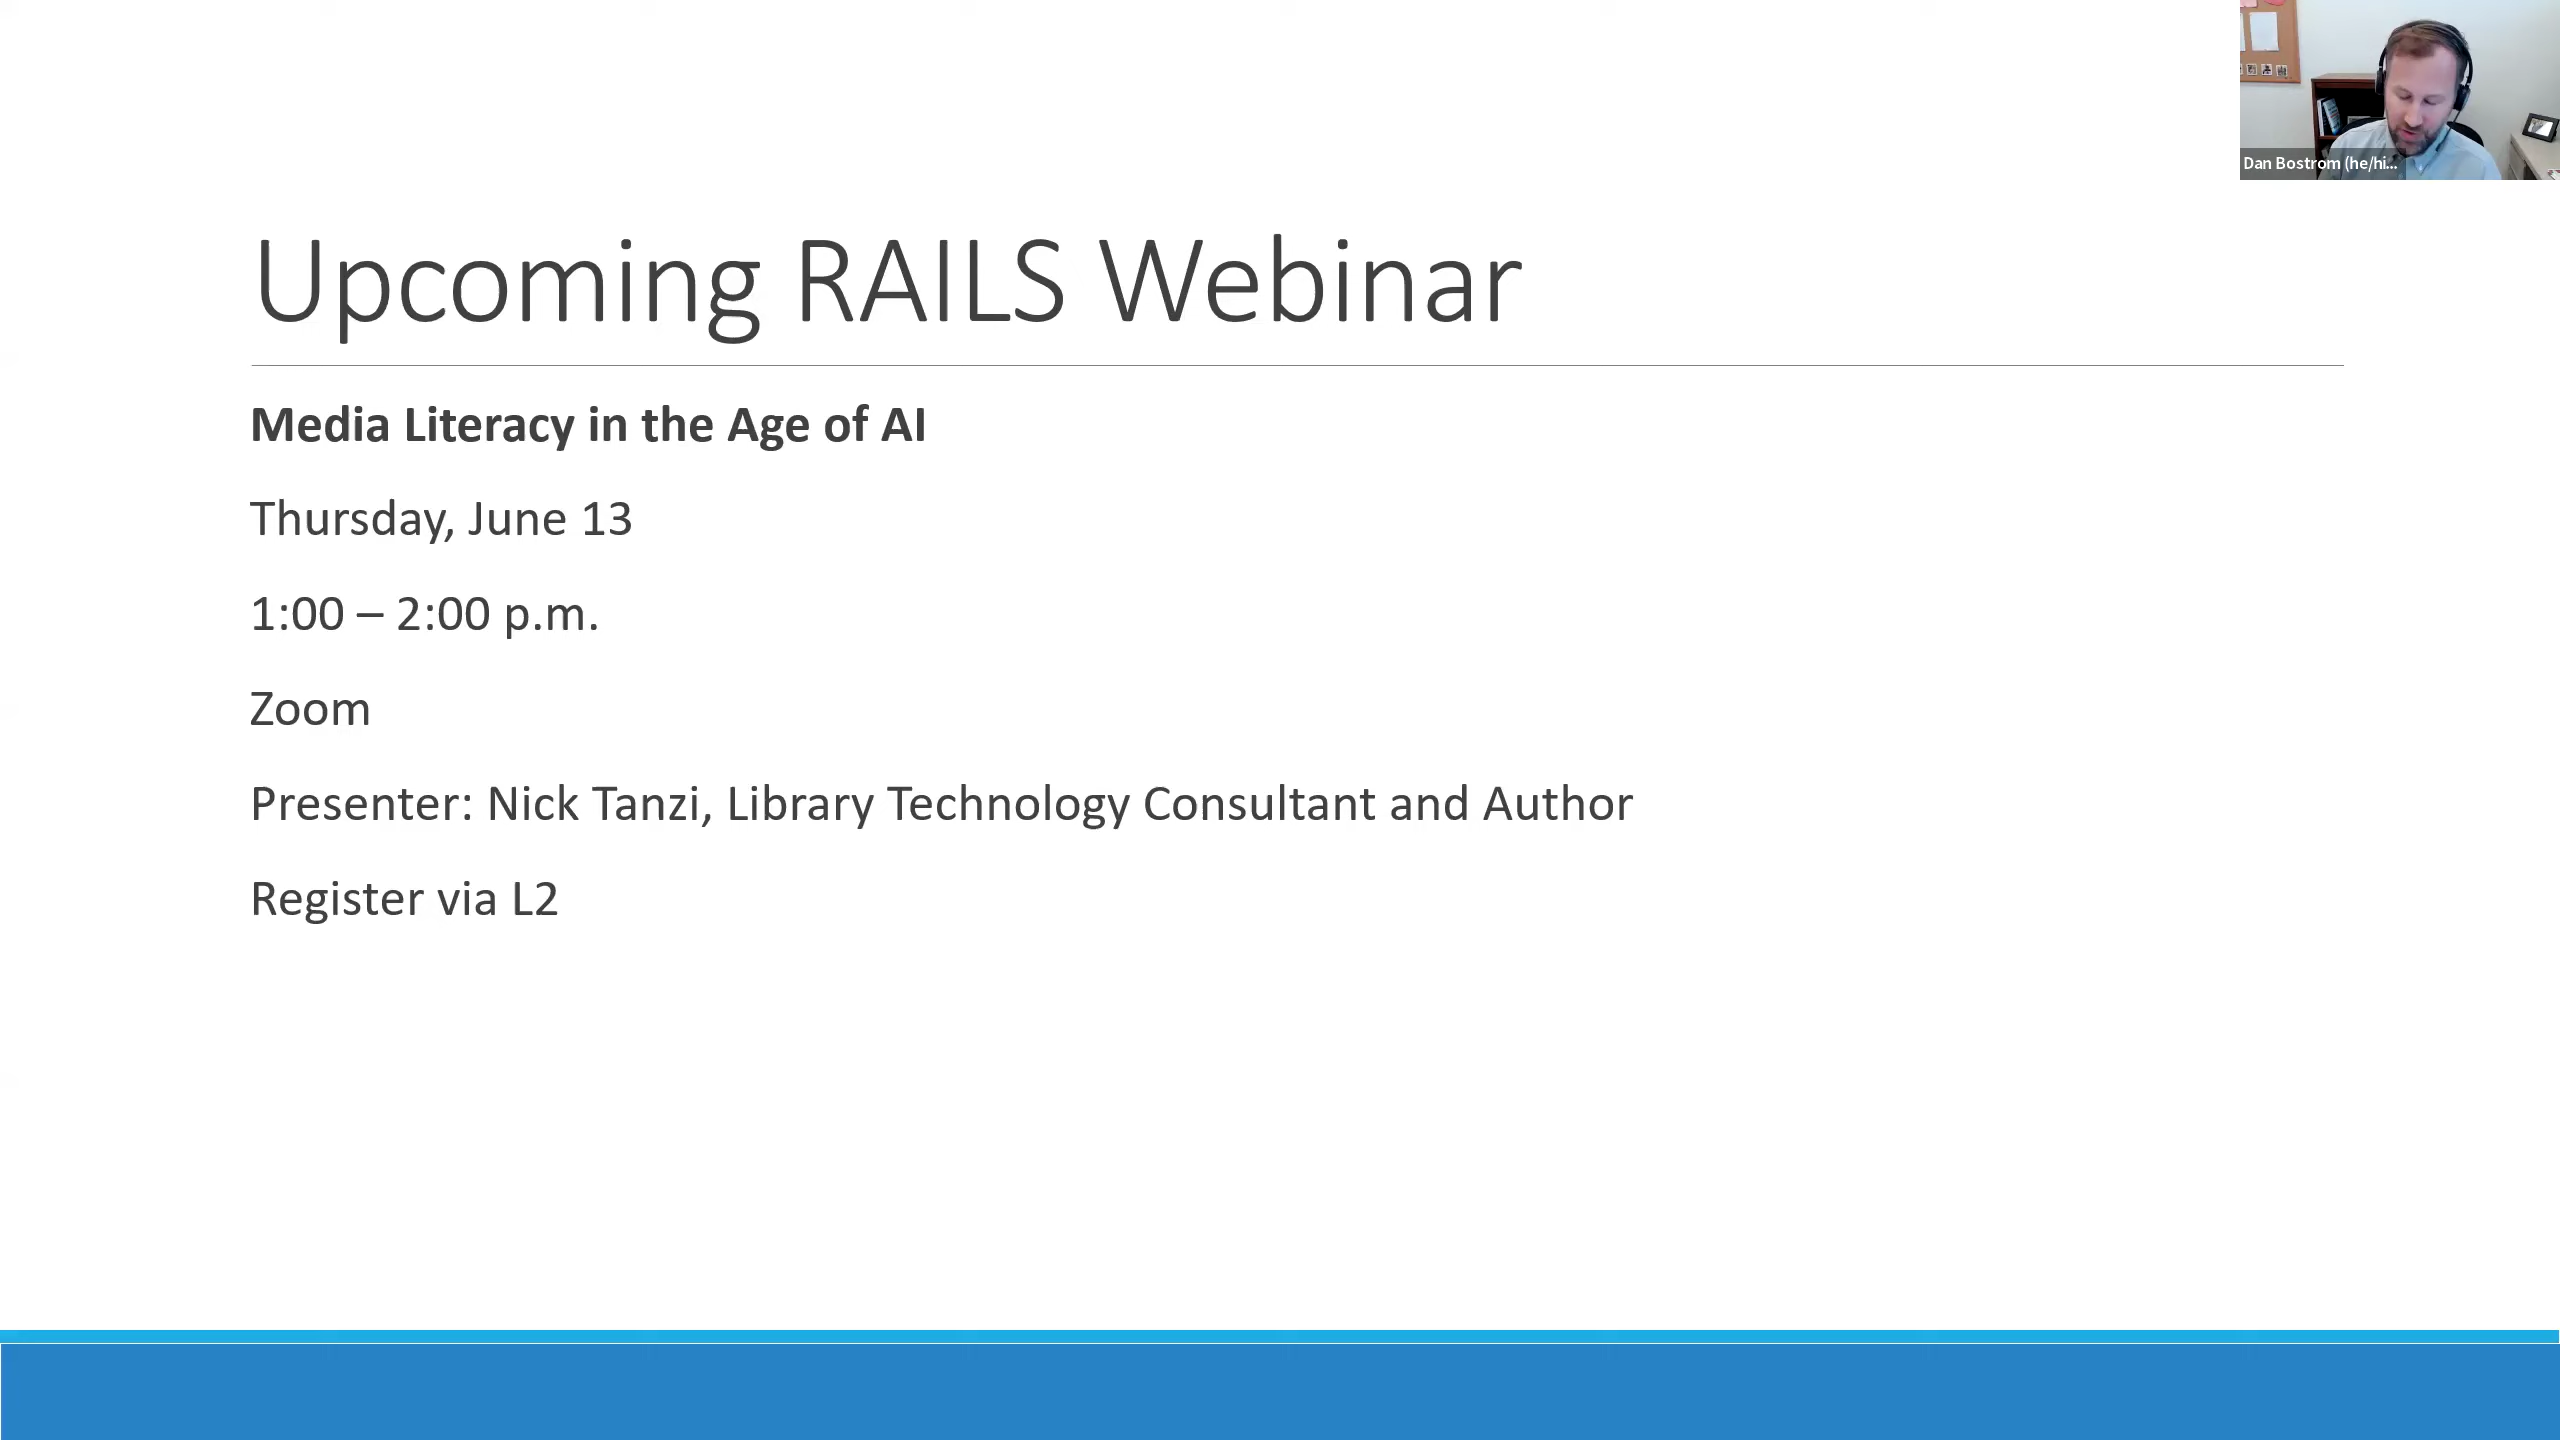 Dan Bostrom (he/hi...
Upcoming RAILS Webinar
Media Literacy in the Age of AI
Thursday, June 13
1:00 – 2:00 p.m.
Zoom
Presenter: Nick Tanzi, Library Technology Consultant and Author
Register via L2